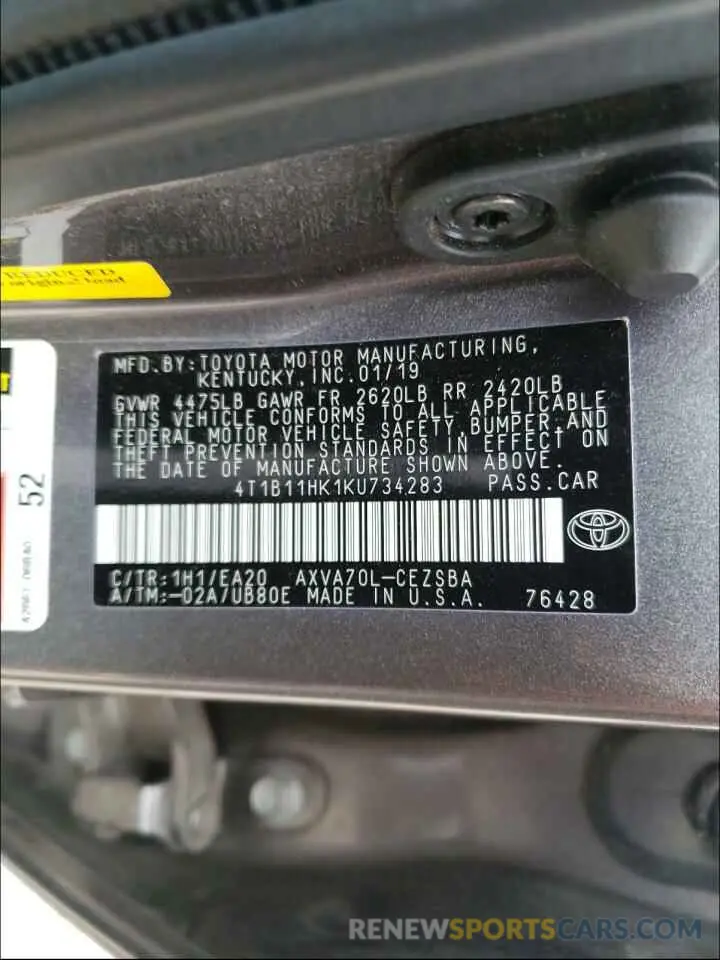 REDUCED
MFD.BY:TOYOTA MOTOR MANUFACTURING,
KENTUCKY,INC.01/19
GVWR 4475LB GAWR FR 2620LB RR 2420LB
THIS VEHICLE CONFORMS TO ALL APPLICABLE
FEDERAL MOTOR VEHICLE SAFETY,BUMPER,AND
THEFT PREVENTION STANDARDS IN EFFECT ON
THE DATE OF MANUFACTURE SHOWN ABOVE.
4T1B11HK1KU734283 PASS.CAR
C/TR:1H1/EA20 AXVA70L-CEZSBA
A/TM:-02A/UB80E MADE IN U.S.A. 76428
52
RENEWSPORTSCARS.COM